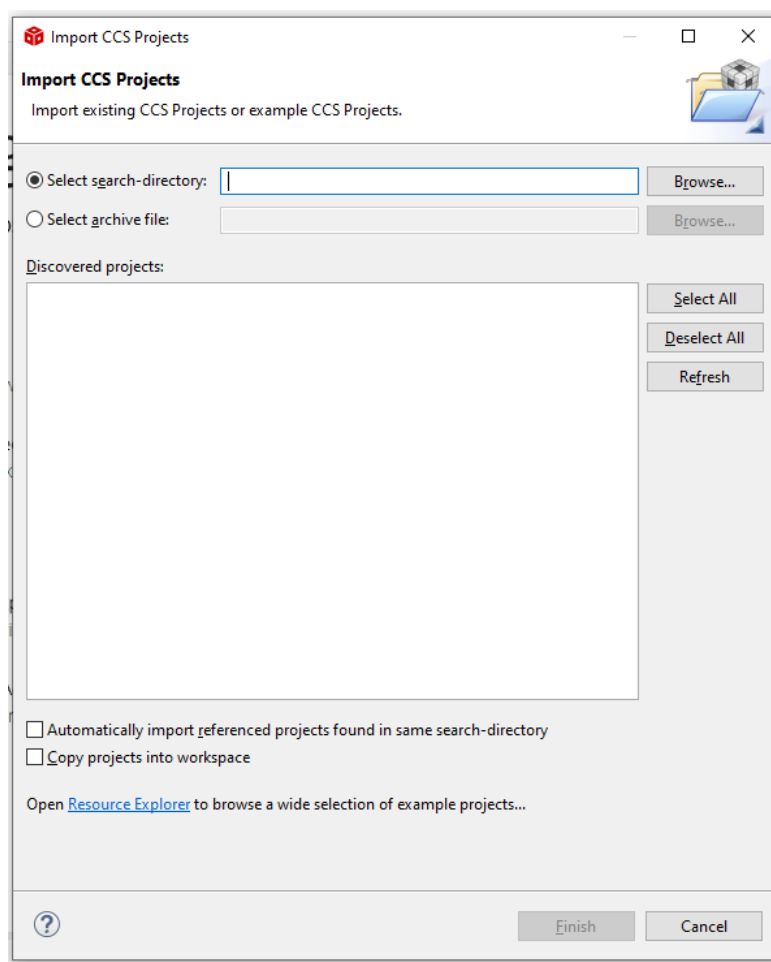 Import CCS Projects
Import CCS Projects
Import existing CCS Projects or example CCS Projects.
Select search-directory:
Browse...
Select archive file:
Browse...
Discovered projects:
Select All
Deselect All
Refresh
Automatically import referenced projects found in same search-directory
Copy projects into workspace
Open Resource Explorer to browse a wide selection of example projects...
?
Finish
Cancel